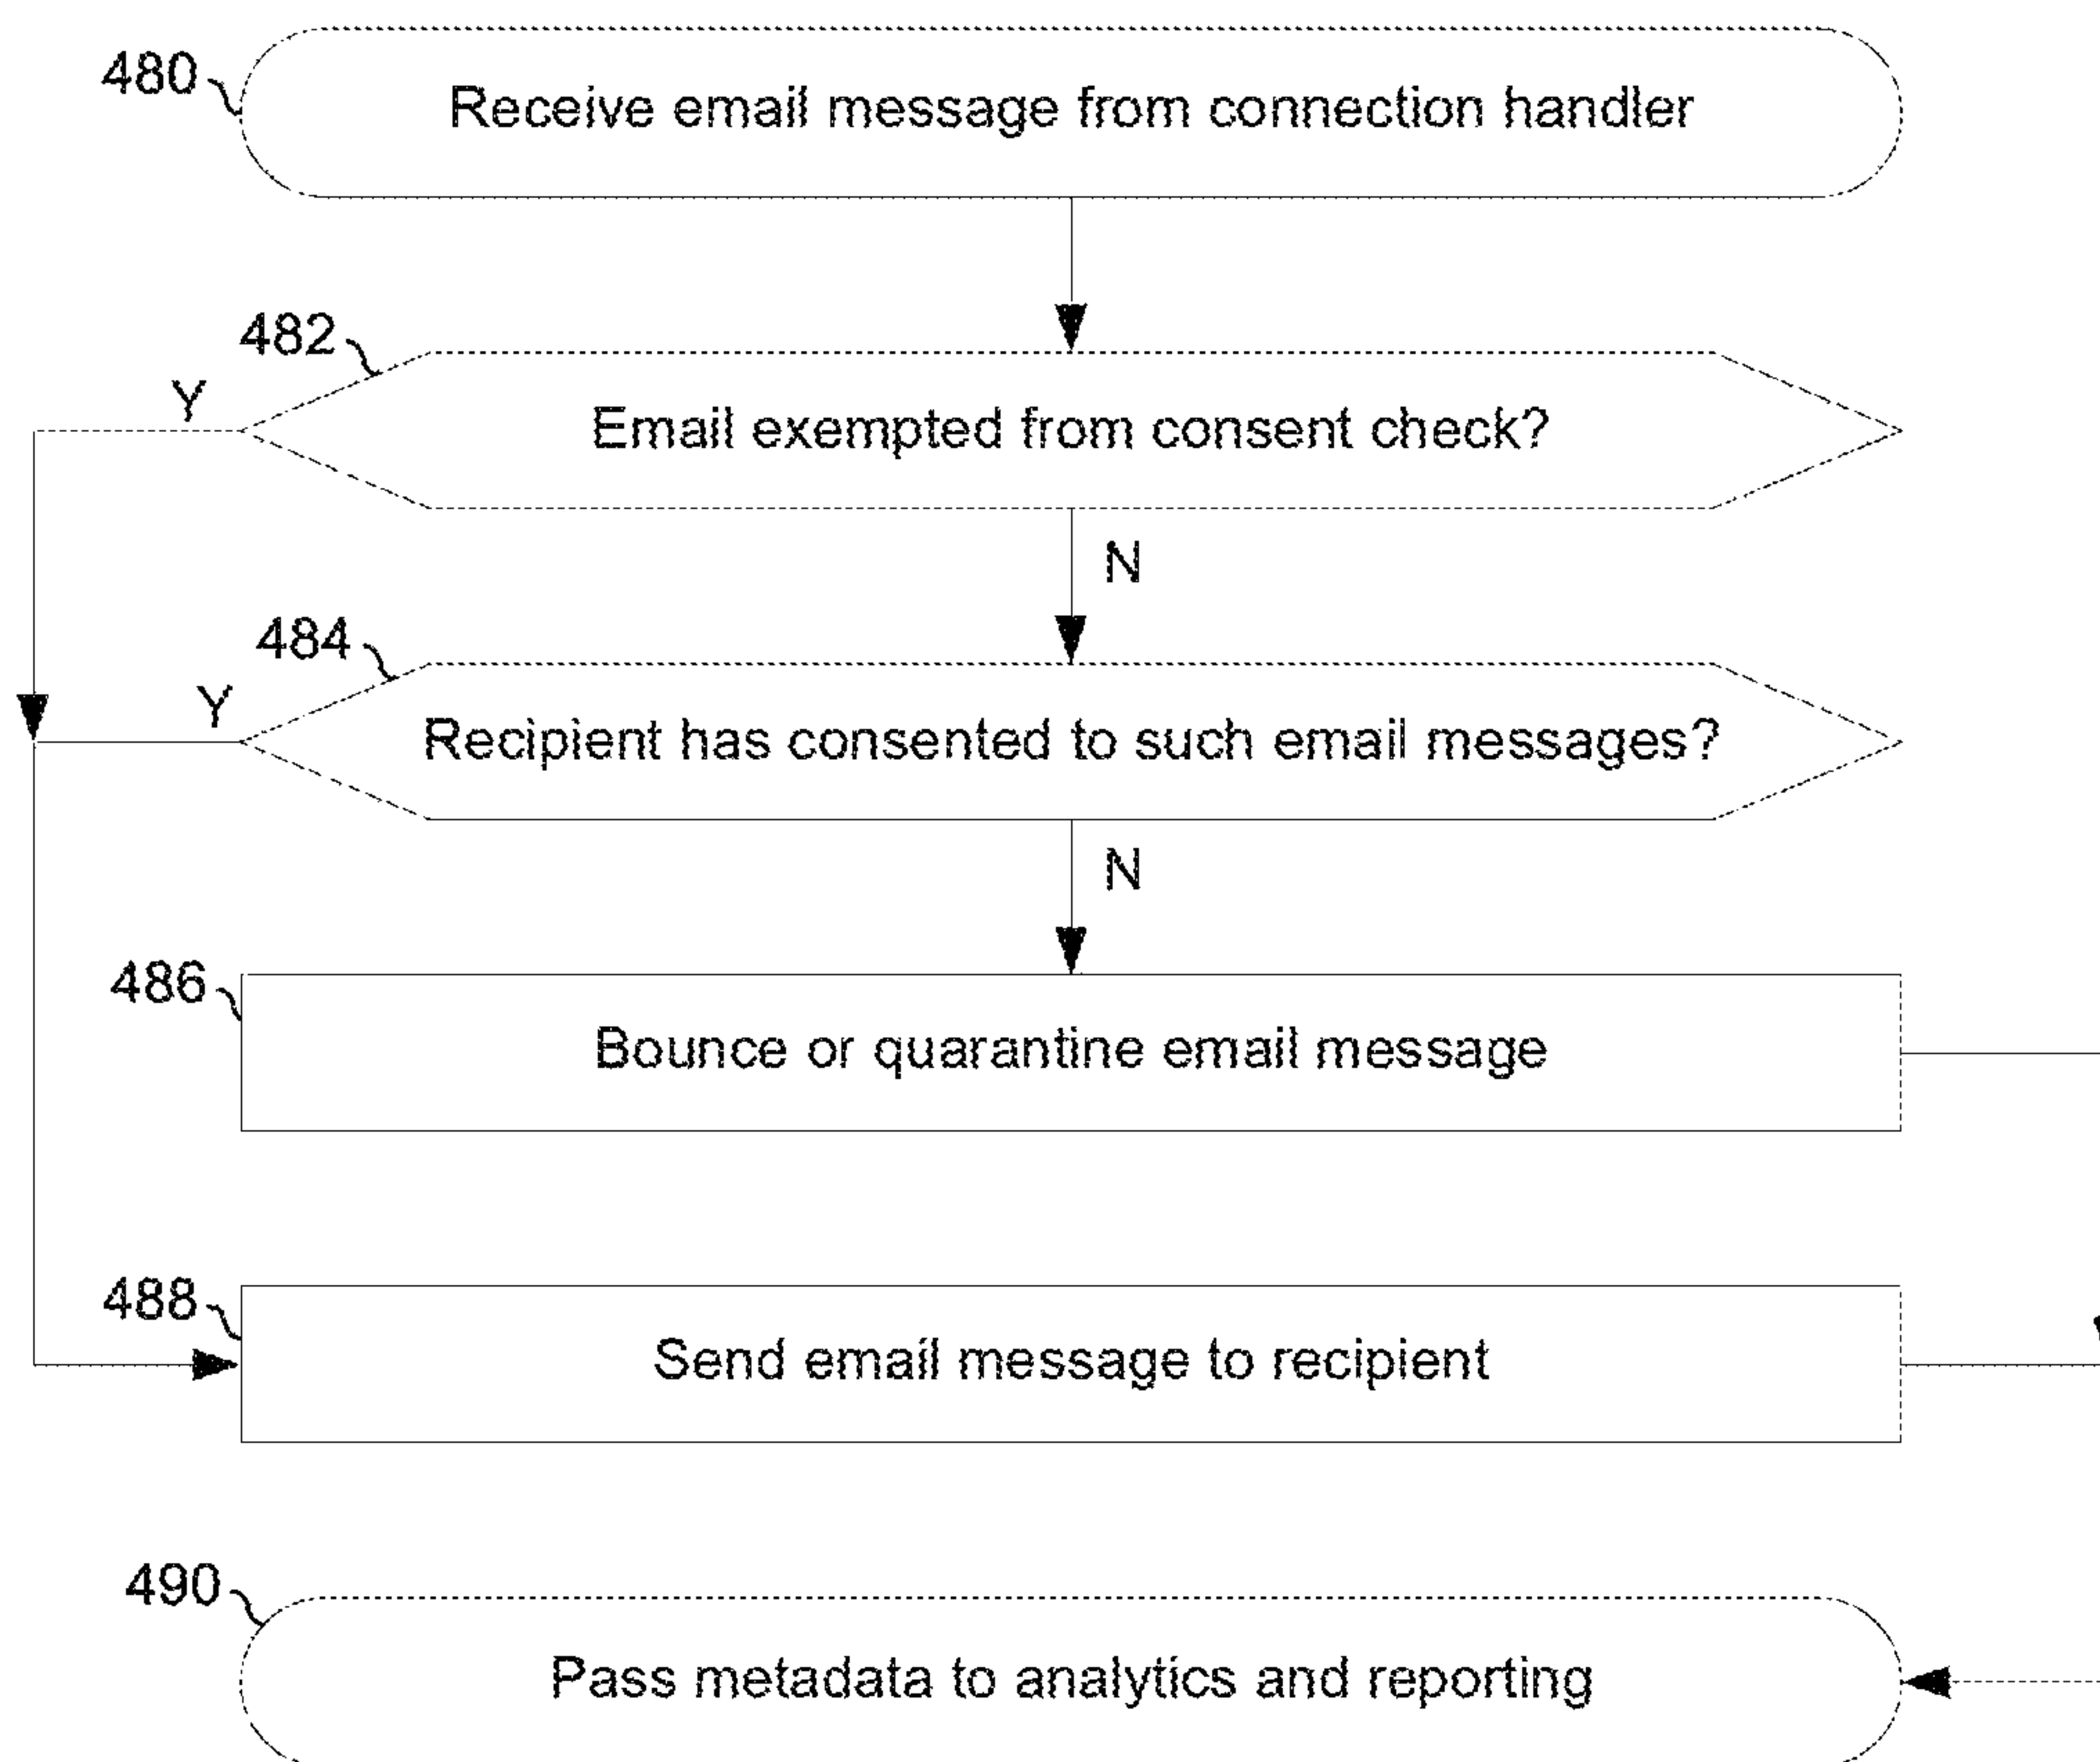 480
Receive email message from connection handler
482
Y
Email exempted from consent check?
N
484
Y
Recipient has consented to such email messages?
N
486
Bounce or quarantine email message
488
Send email message to recipient
490
Pass metadata to analytics and reporting